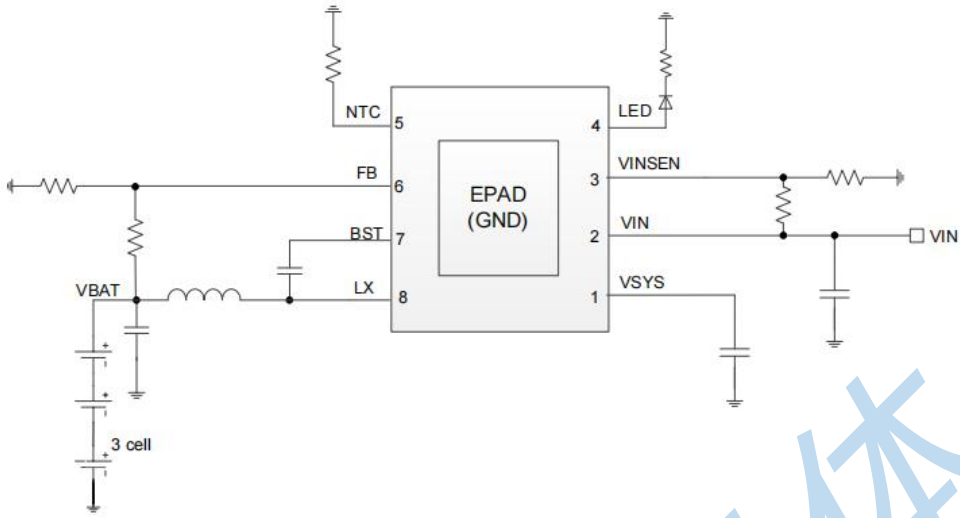 NTC
5
FB
6
BST
7
LX
8
VBAT
3 cell
EPAD
(GND)
LED
4
VINSEN
3
VIN
2
VIN
VSYS
1
+
-
+
-
+
-
体